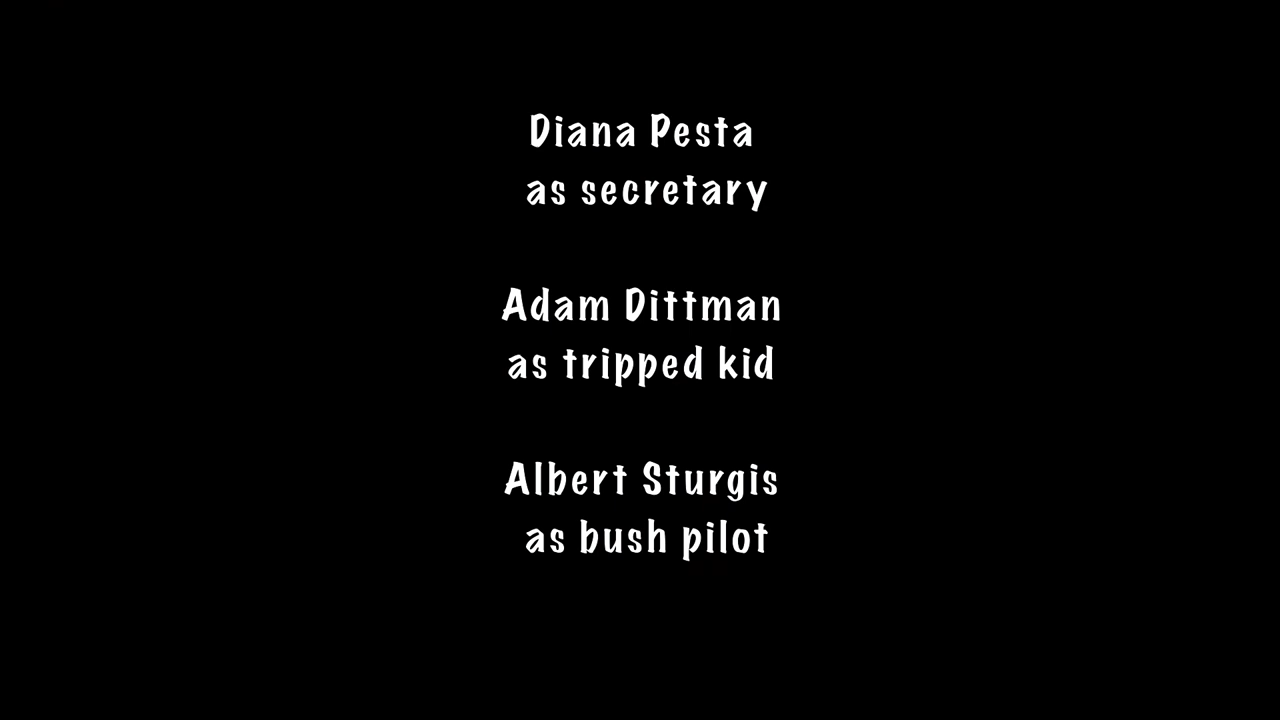 Diana Pesta
as secretary
Adam Dittman
as tripped kid
Albert Sturgis
as bush pilot